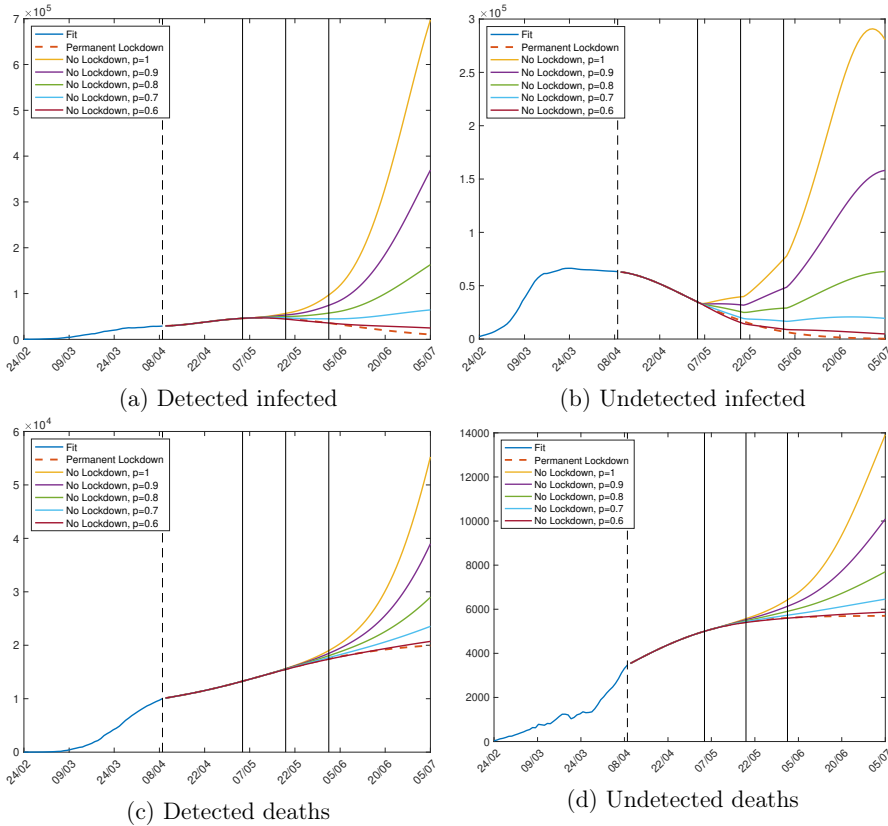 7 ×10^5
6
5
4
3
2
1
0
Fit
Permanent Lockdown
No Lockdown, p=1
No Lockdown, p=0.9
No Lockdown, p=0.8
No Lockdown, p=0.7
No Lockdown, p=0.6
24/02 09/03 24/03 08/04 22/04 07/05 22/05 05/06 20/06 05/07
(a) Detected infected
3 ×10^5
2.5
2
1.5
1
0.5
0
Fit
Permanent Lockdown
No Lockdown, p=1
No Lockdown, p=0.9
No Lockdown, p=0.8
No Lockdown, p=0.7
No Lockdown, p=0.6
24/02 09/03 24/03 08/04 22/04 07/05 22/05 05/06 20/06 05/07
(b) Undetected infected
6 ×10^4
5
4
3
2
1
0
Fit
Permanent Lockdown
No Lockdown, p=1
No Lockdown, p=0.9
No Lockdown, p=0.8
No Lockdown, p=0.7
No Lockdown, p=0.6
24/02 09/03 24/03 08/04 22/04 07/05 22/05 05/06 20/06 05/07
(c) Detected deaths
14000
12000
10000
8000
6000
4000
2000
0
Fit
Permanent Lockdown
No Lockdown, p=1
No Lockdown, p=0.9
No Lockdown, p=0.8
No Lockdown, p=0.7
No Lockdown, p=0.6
24/02 09/03 24/03 08/04 22/04 07/05 22/05 05/06 20/06 05/07
(d) Undetected deaths